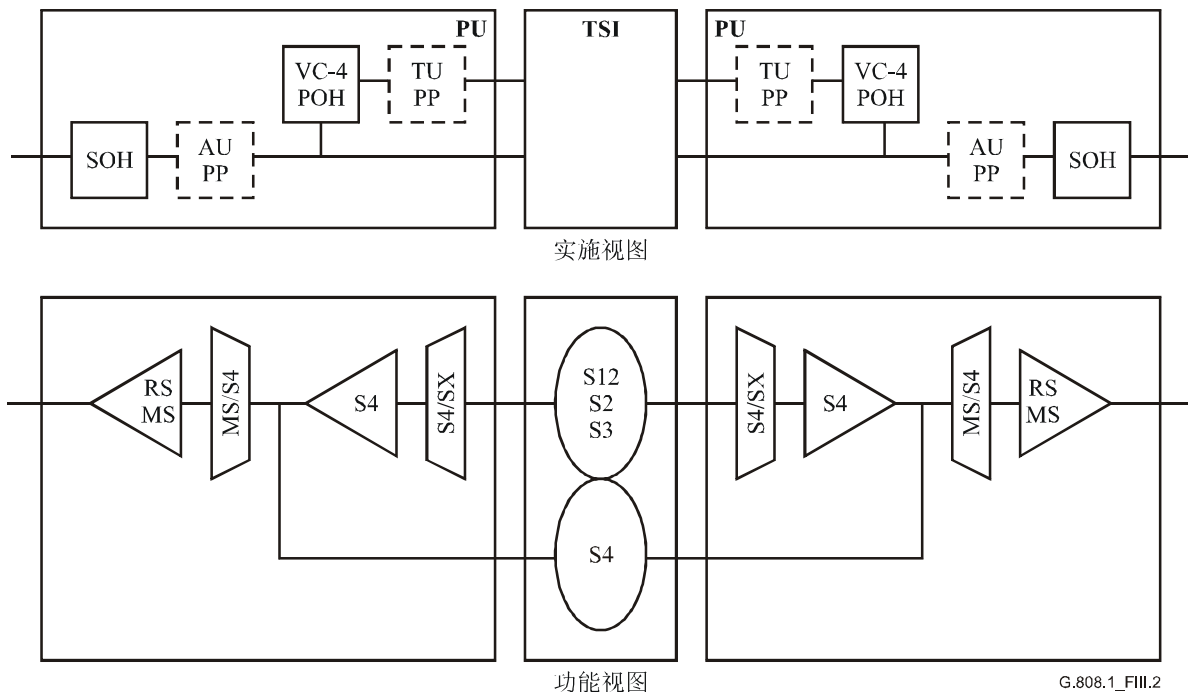 PU
TSI
PU
VC-4
POH
TU
PP
TU
PP
VC-4
POH
SOH
AU
PP
AU
PP
SOH
实施视图
RS
MS
MS/S4
S4
S4/SX
S12
S2
S3
S4/SX
S4
MS/S4
RS
MS
S4
功能视图
G.808.1_FIII.2